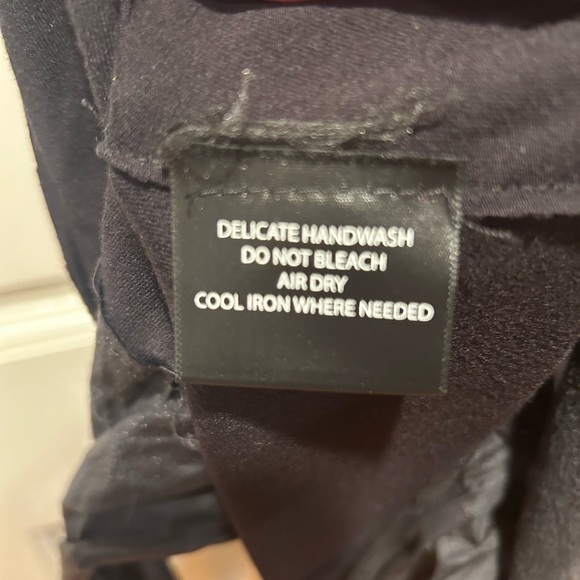 DELICATE HANDWASH
DO NOT BLEACH
AIR DRY
COOL IRON WHERE NEEDED